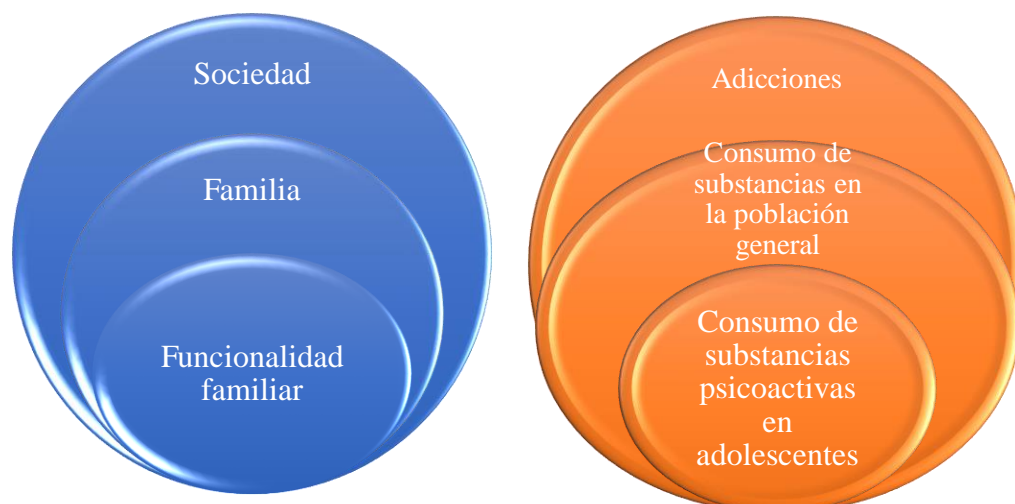 Sociedad
Familia
Funcionalidad
familiar
Adicciones
Consumo de
substancias en
la población
general
Consumo de
substancias
psicoactivas
en
adolescentes